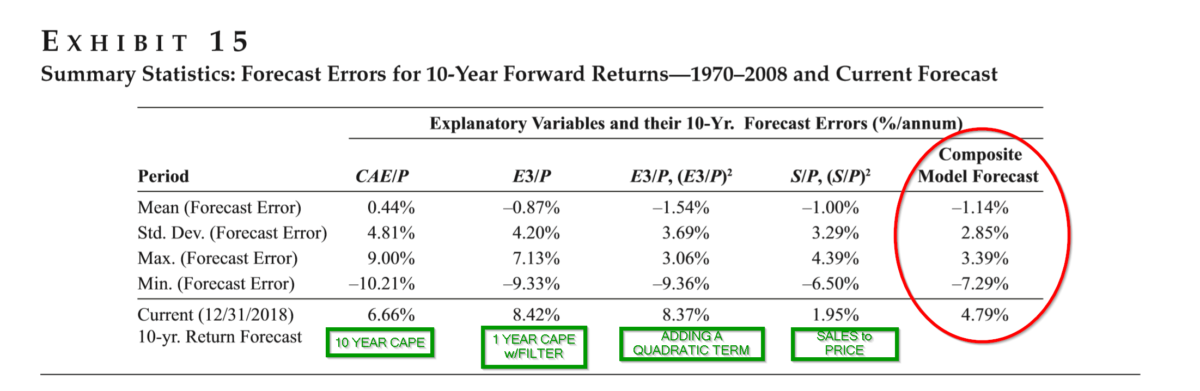 EXHIBIT 15
Summary Statistics: Forecast Errors for 10-Year Forward Returns—1970–2008 and Current Forecast
Explanatory Variables and their 10-Yr. Forecast Errors (%/annum)
Period CAE/P E3/P E3/P, (E3/P)² S/P, (S/P)² Composite Model Forecast
Mean (Forecast Error) 0.44% –0.87% –1.54% –1.00% –1.14%
Std. Dev. (Forecast Error) 4.81% 4.20% 3.69% 3.29% 2.85%
Max. (Forecast Error) 9.00% 7.13% 3.06% 4.39% 3.39%
Min. (Forecast Error) –10.21% –9.33% –9.36% –6.50% –7.29%
Current (12/31/2018) 6.66% 8.42% 8.37% 1.95% 4.79%
10-yr. Return Forecast
10 YEAR CAPE
1 YEAR CAPE
w/FILTER
ADDING A
QUADRATIC TERM
SALES to
PRICE